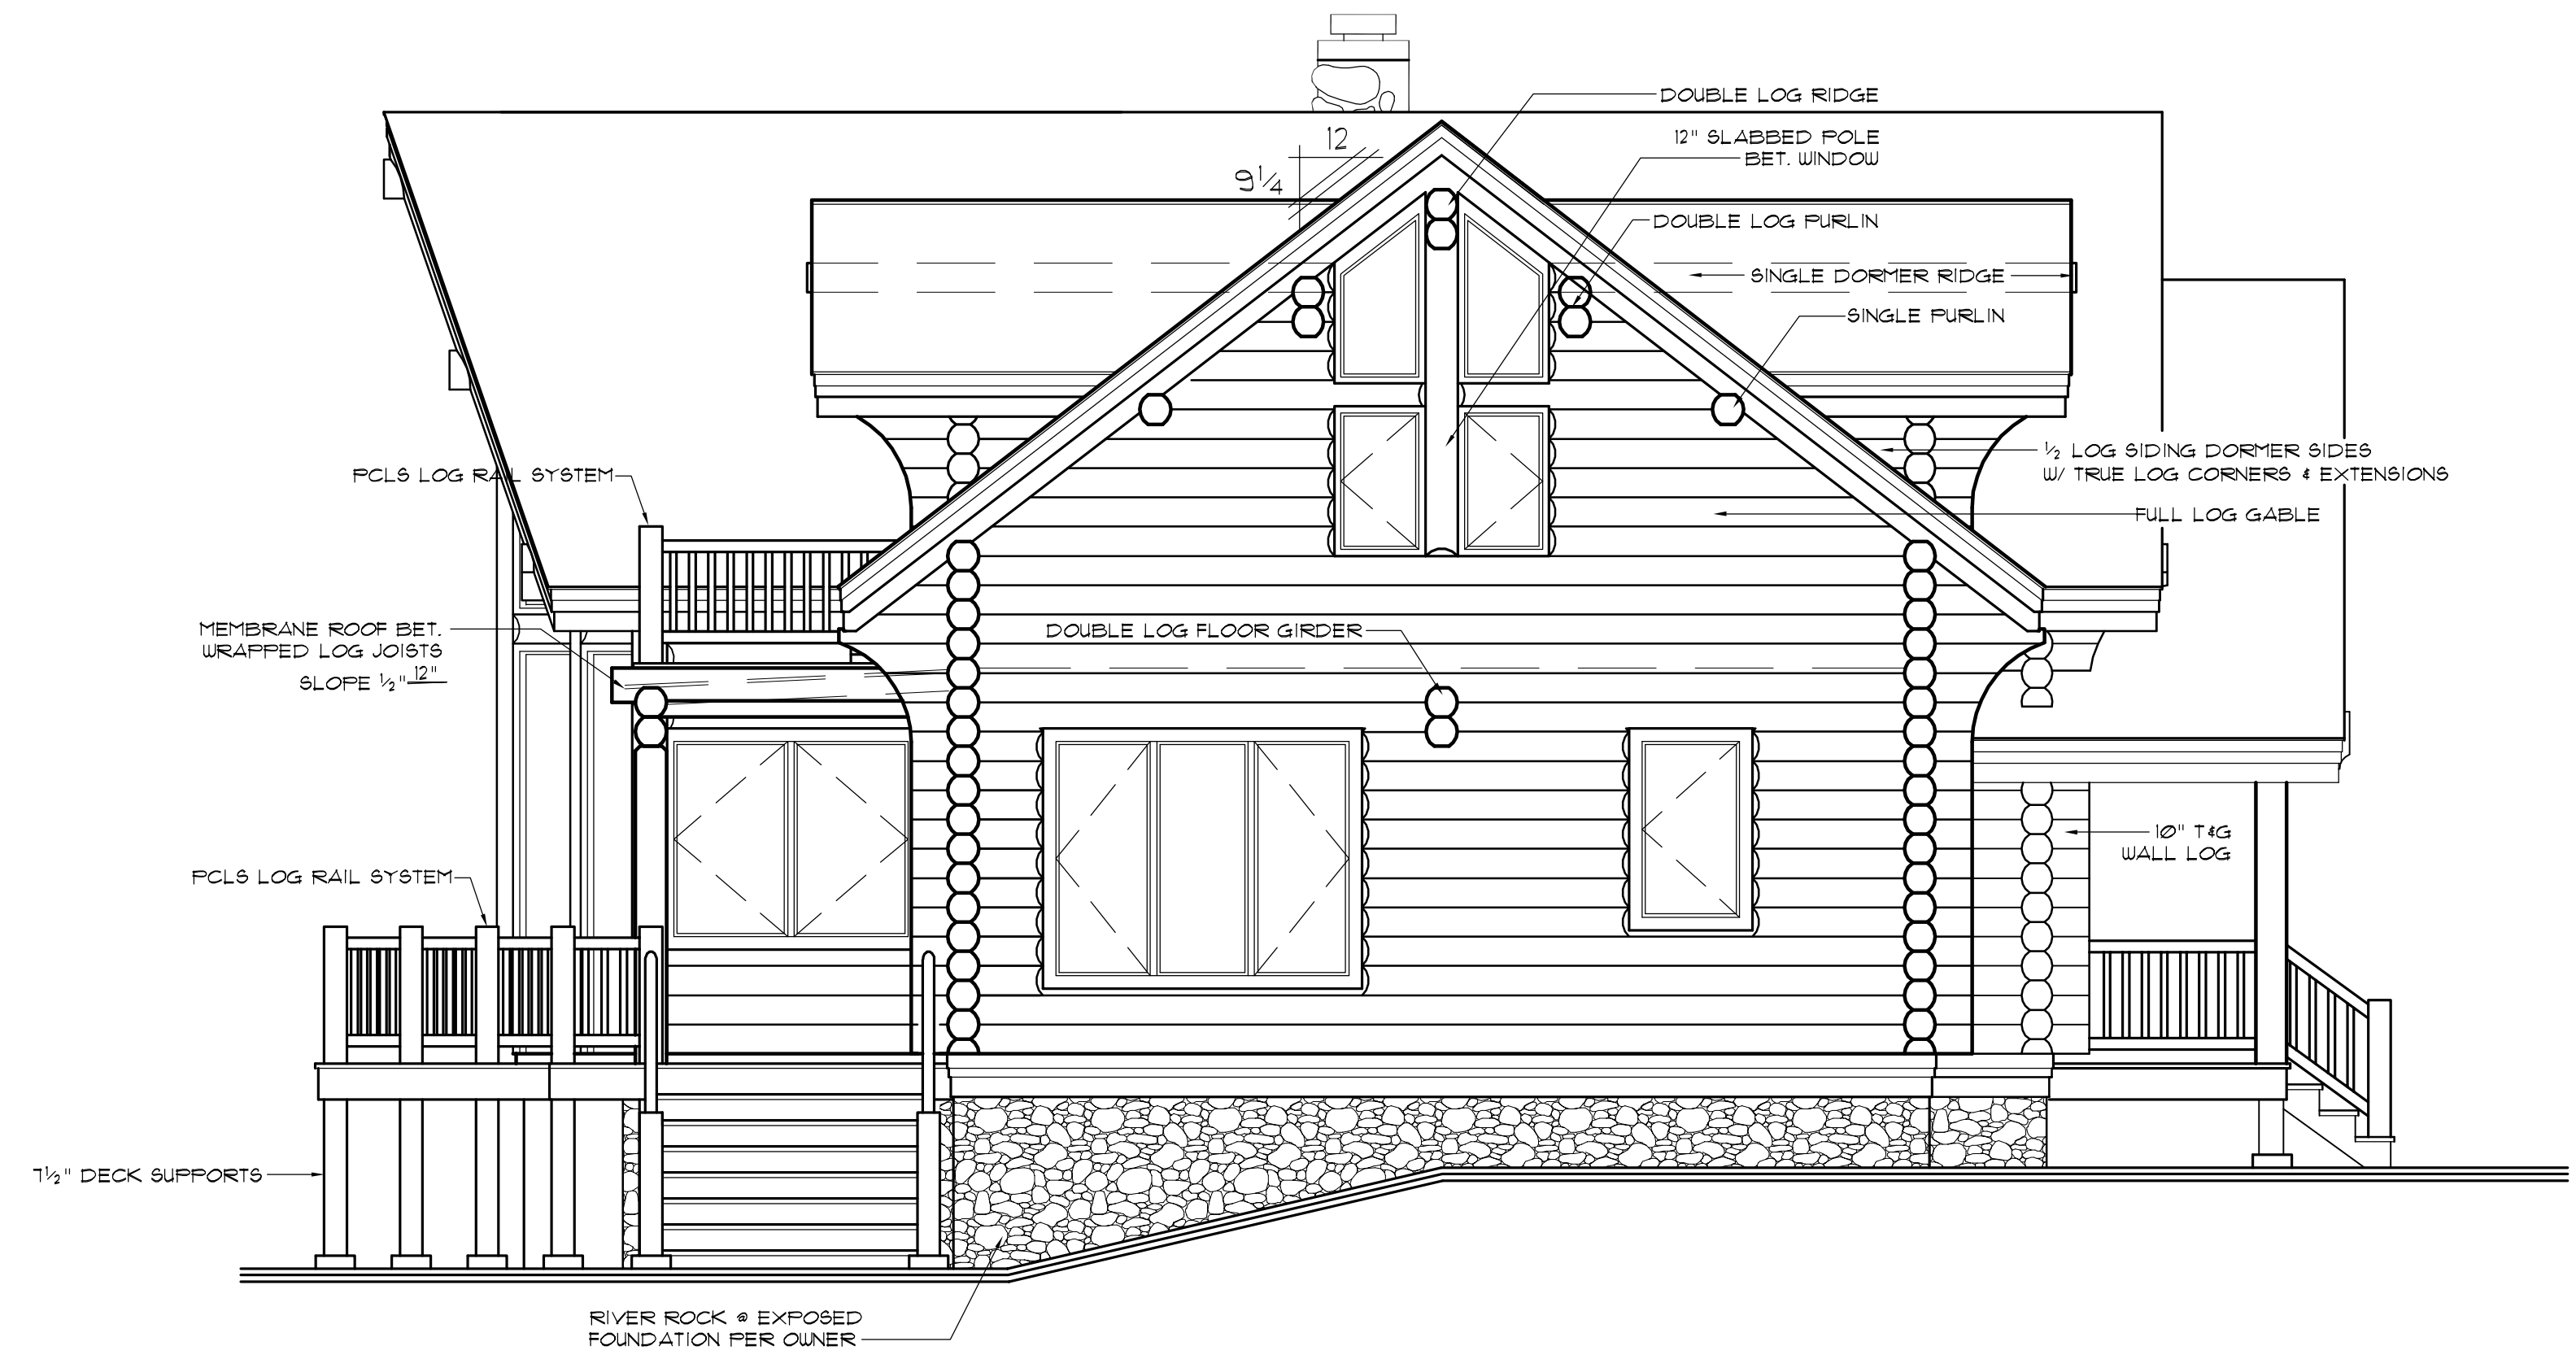 DOUBLE LOG RIDGE
12
9 1/4
12" SLABBED POLE
BET. WINDOW
DOUBLE LOG PURLIN
SINGLE DORMER RIDGE
SINGLE PURLIN
½ LOG SIDING DORMER SIDES
W/ TRUE LOG CORNERS & EXTENSIONS
PCLS LOG RAIL SYSTEM
FULL LOG GABLE
MEMBRANE ROOF BET.
WRAPPED LOG JOISTS
SLOPE ½" 12"
DOUBLE LOG FLOOR GIRDER
10" T&G
WALL LOG
PCLS LOG RAIL SYSTEM
7½" DECK SUPPORTS
RIVER ROCK @ EXPOSED
FOUNDATION PER OWNER